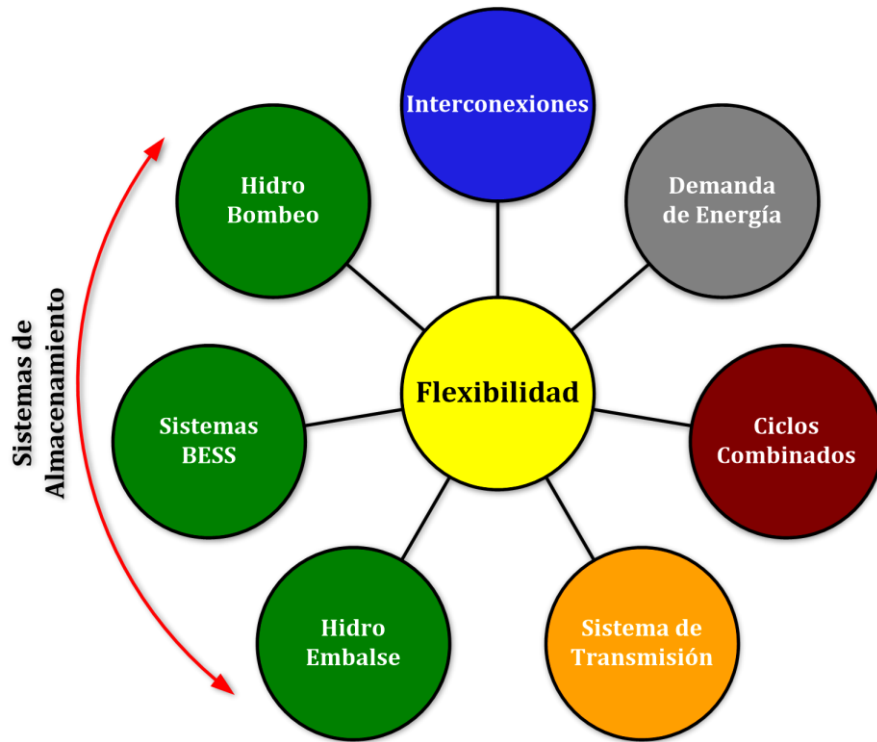 Interconexiones
Hidro
Bombeo
Demanda
de Energía
Sistemas de
Almacenamiento
Flexibilidad
Sistemas
BESS
Ciclos
Combinados
Hidro
Embalse
Sistema de
Transmisión